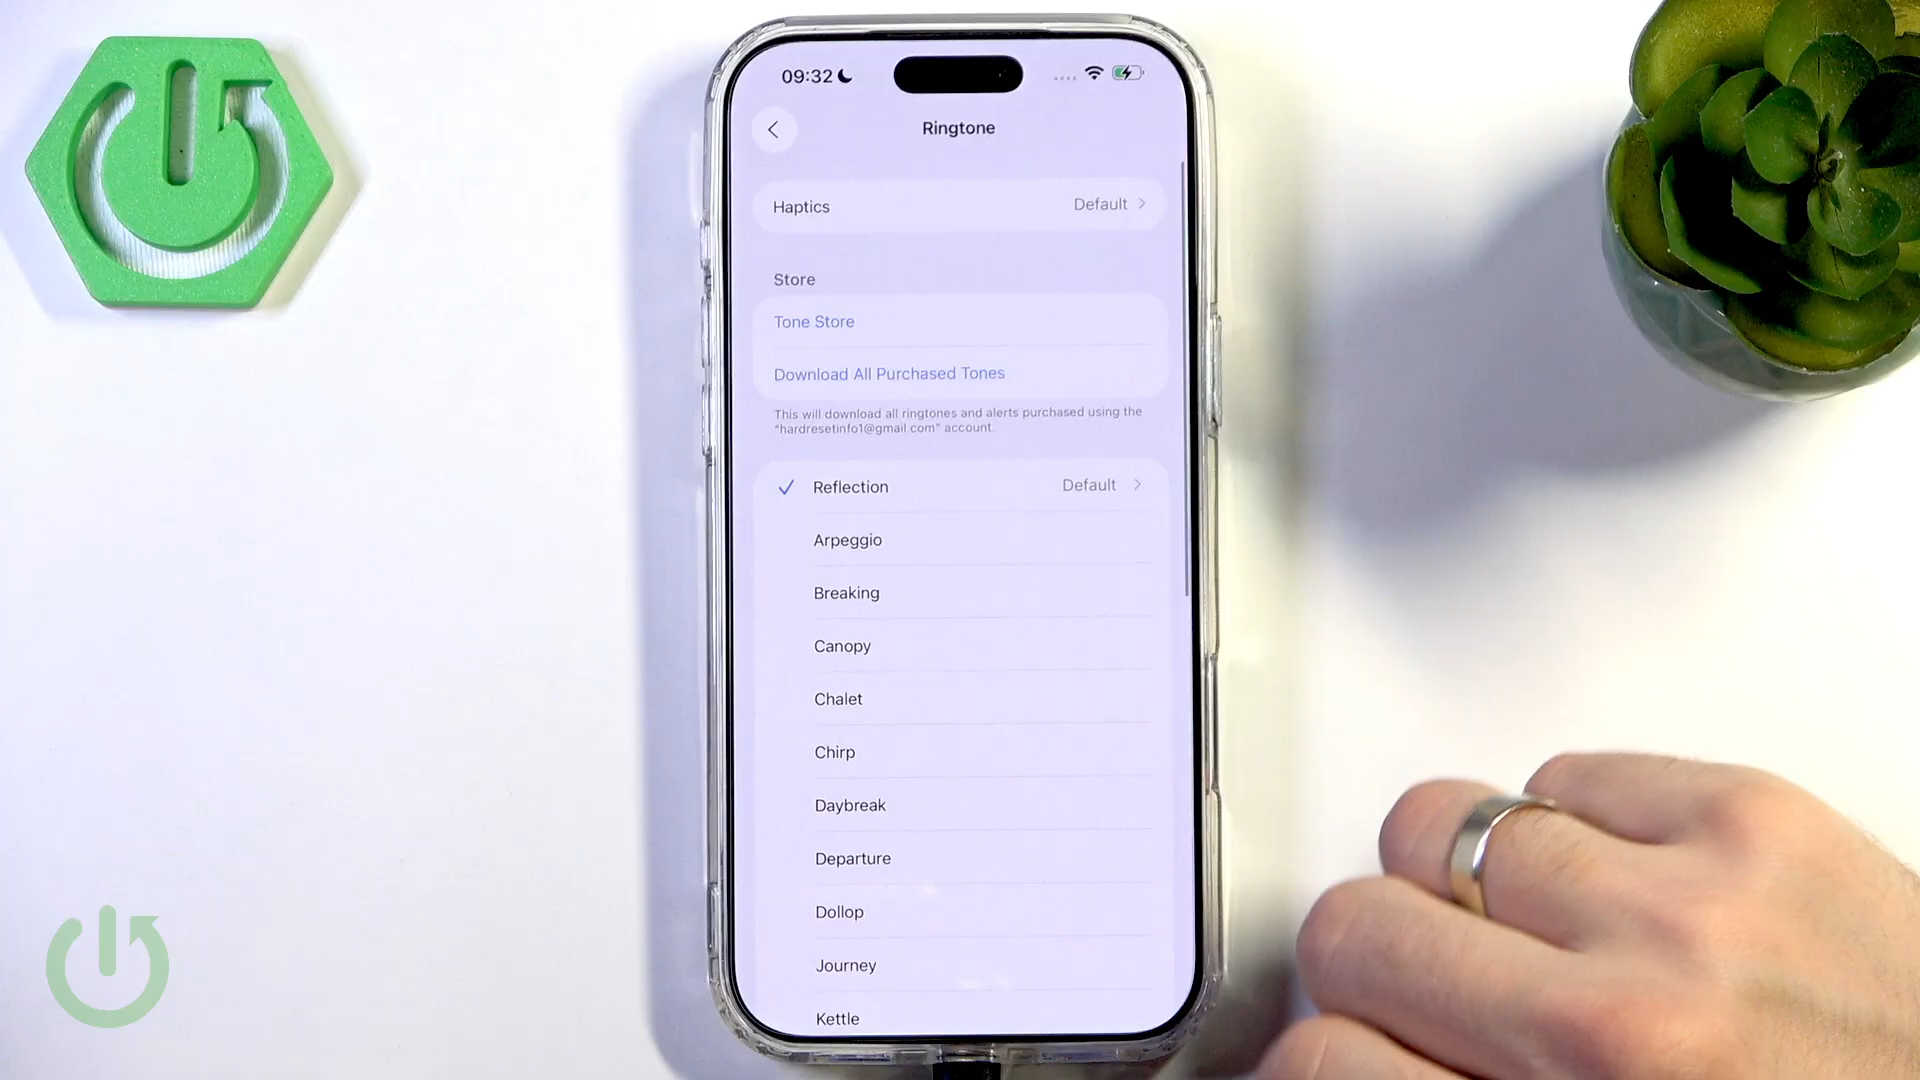 09:32
Ringtone
Haptics Default
Store
Tone Store
Download All Purchased Tones
This will download all ringtones and alerts purchased using the
"hardresetinfo1@gmail.com" account.
Reflection Default
Arpeggio
Breaking
Canopy
Chalet
Chirp
Daybreak
Departure
Dollop
Journey
Kettle